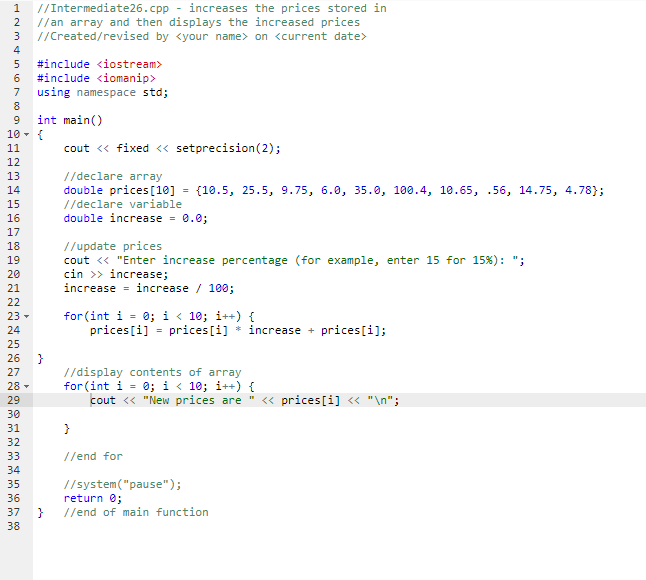 1 //Intermediate26.cpp - increases the prices stored in
2 //an array and then displays the increased prices
3 //Created/revised by <your name> on <current date>
4
5 #include <iostream>
6 #include <iomanip>
7 using namespace std;
8
9 int main()
10 {
11     cout << fixed << setprecision(2);
12
13     //declare array
14     double prices[10] = {10.5, 25.5, 9.75, 6.0, 35.0, 100.4, 10.65, .56, 14.75, 4.78};
15     //declare variable
16     double increase = 0.0;
17
18     //update prices
19     cout << "Enter increase percentage (for example, enter 15 for 15%): ";
20     cin >> increase;
21     increase = increase / 100;
22
23     for(int i = 0; i < 10; i++) {
24         prices[i] = prices[i] * increase + prices[i];
25
26 }
27     //display contents of array
28     for(int i = 0; i < 10; i++) {
29         cout << "New prices are " << prices[i] << "\n";
30
31     }
32
33     //end for
34
35     //system("pause");
36     return 0;
37 }   //end of main function
38